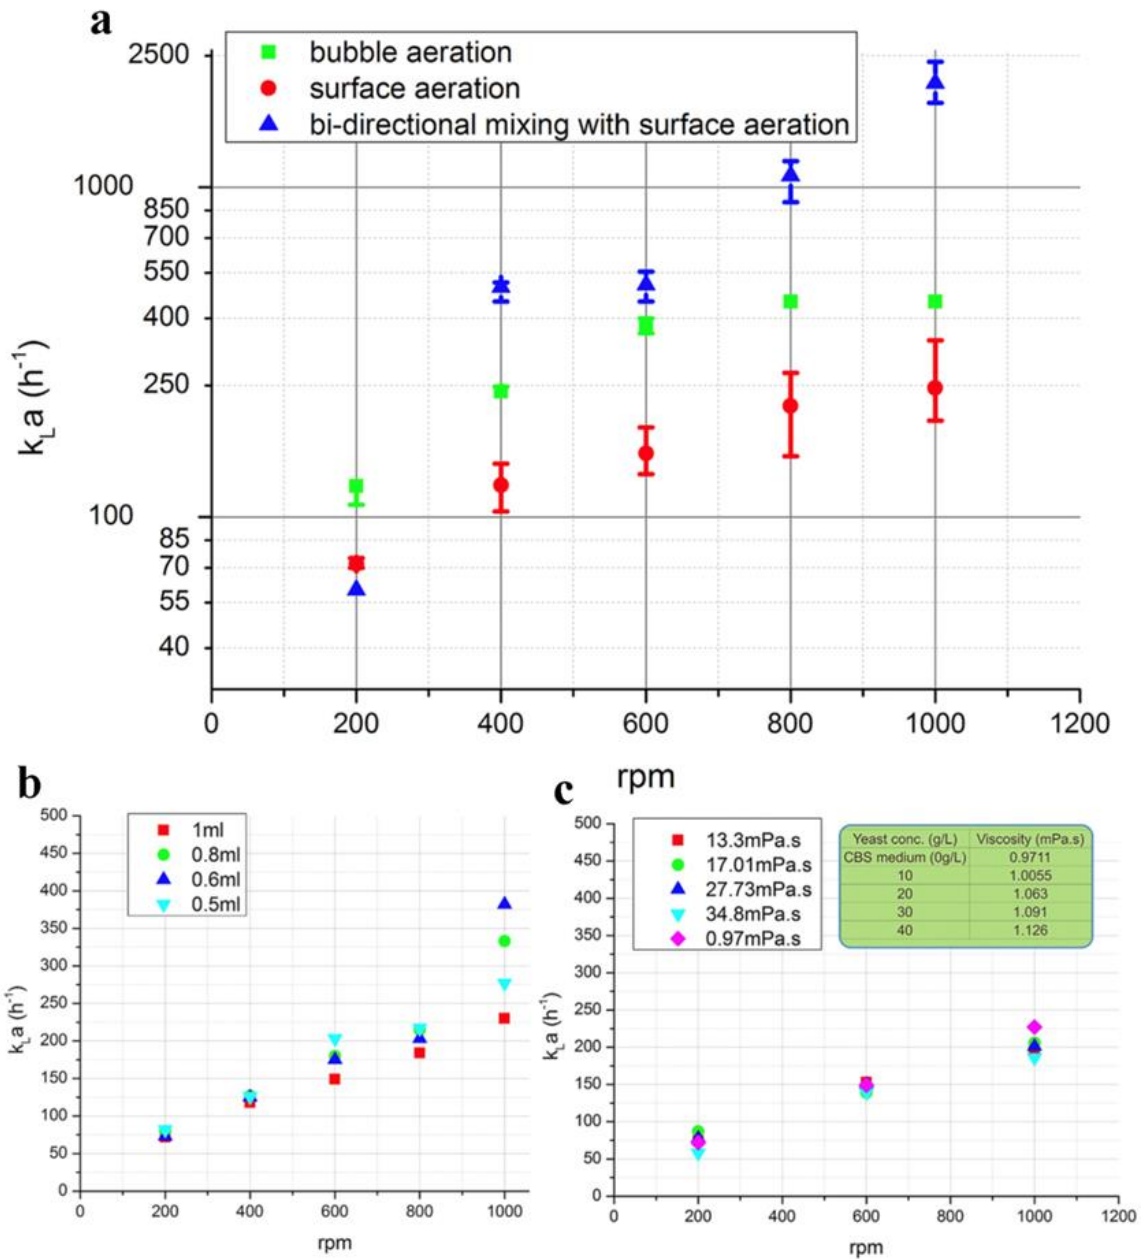 a
bubble aeration
surface aeration
bi-directional mixing with surface aeration
2500
1000
850
700
550
400
250
100
85
70
55
40
kLa (h-1)
0 200 400 600 800 1000 1200
rpm
b
1ml
0.8ml
0.6ml
0.5ml
500
450
400
350
300
250
200
150
100
50
0
kLa (h-1)
0 200 400 600 800 1000
rpm
c
13.3mPa.s
17.01mPa.s
27.73mPa.s
34.8mPa.s
0.97mPa.s
Yeast conc. (g/L) Viscosity (mPa.s)
CBS medium (0g/L) 0.9711
10 1.0055
20 1.063
30 1.091
40 1.126
500
450
400
350
300
250
200
150
100
50
0
kLa (h-1)
0 200 400 600 800 1000 1200
rpm